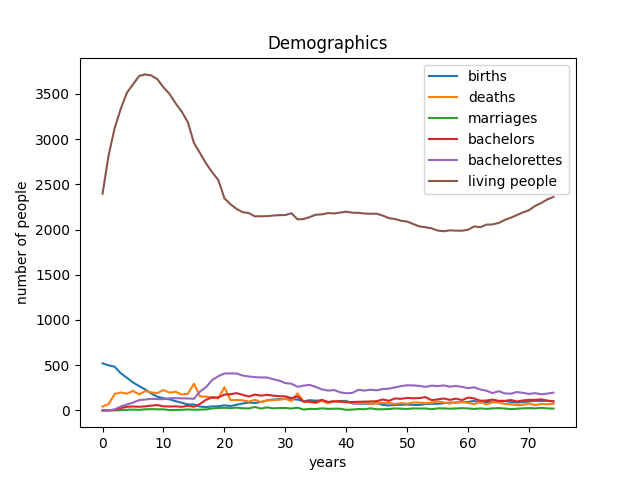 Demographics
births
deaths
marriages
bachelors
bachelorettes
living people
number of people
3500
3000
2500
2000
1500
1000
500
0
0 10 20 30 40 50 60 70
years